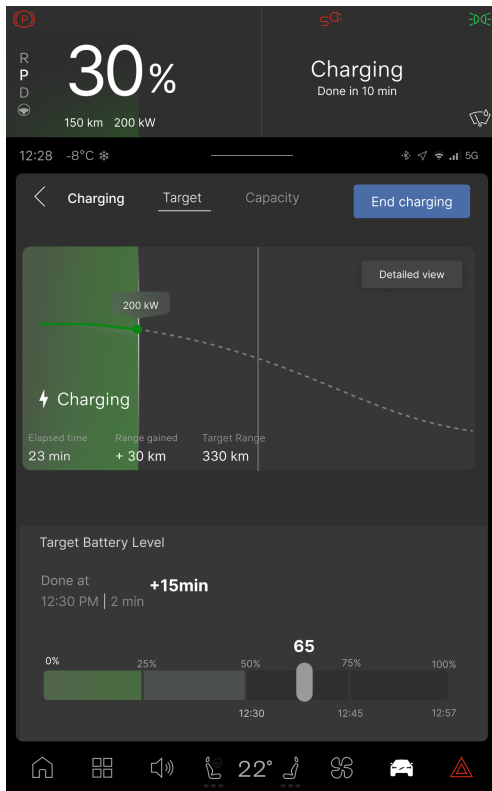 P
R
P
D
30%
150 km 200 kW
Charging
Done in 10 min
12:28 -8°C
5G
Charging Target Capacity End charging
Detailed view
200 kW
Charging
Elapsed time Range gained Target Range
23 min + 30 km 330 km
Target Battery Level
Done at
12:30 PM | 2 min
+15min
65
0% 25% 50% 75% 100%
12:30 12:45 12:57
22°